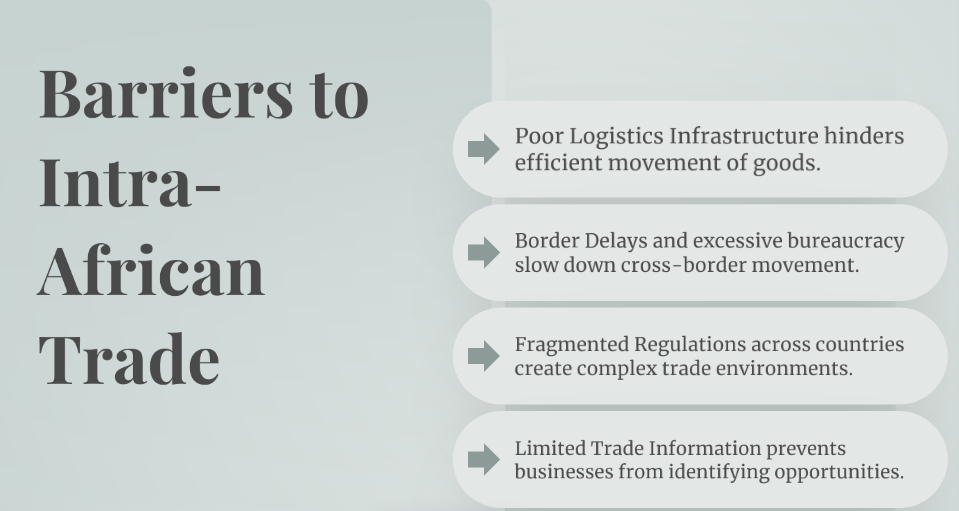 Barriers to
Intra-
African
Trade
Poor Logistics Infrastructure hinders
efficient movement of goods.
Border Delays and excessive bureaucracy
slow down cross-border movement.
Fragmented Regulations across countries
create complex trade environments.
Limited Trade Information prevents
businesses from identifying opportunities.